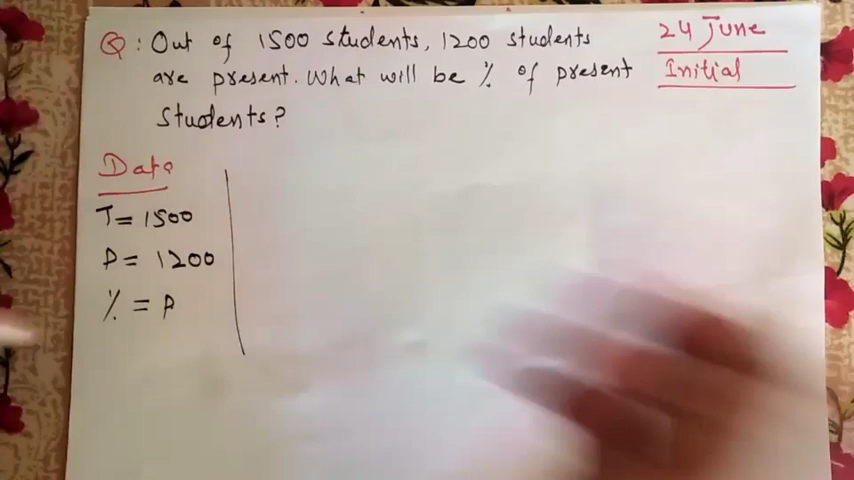 Q: Out of 1500 students, 1200 students
are present. What will be % of present
Students?
24 June
Initial
Data
T = 1500
P = 1200
% = P